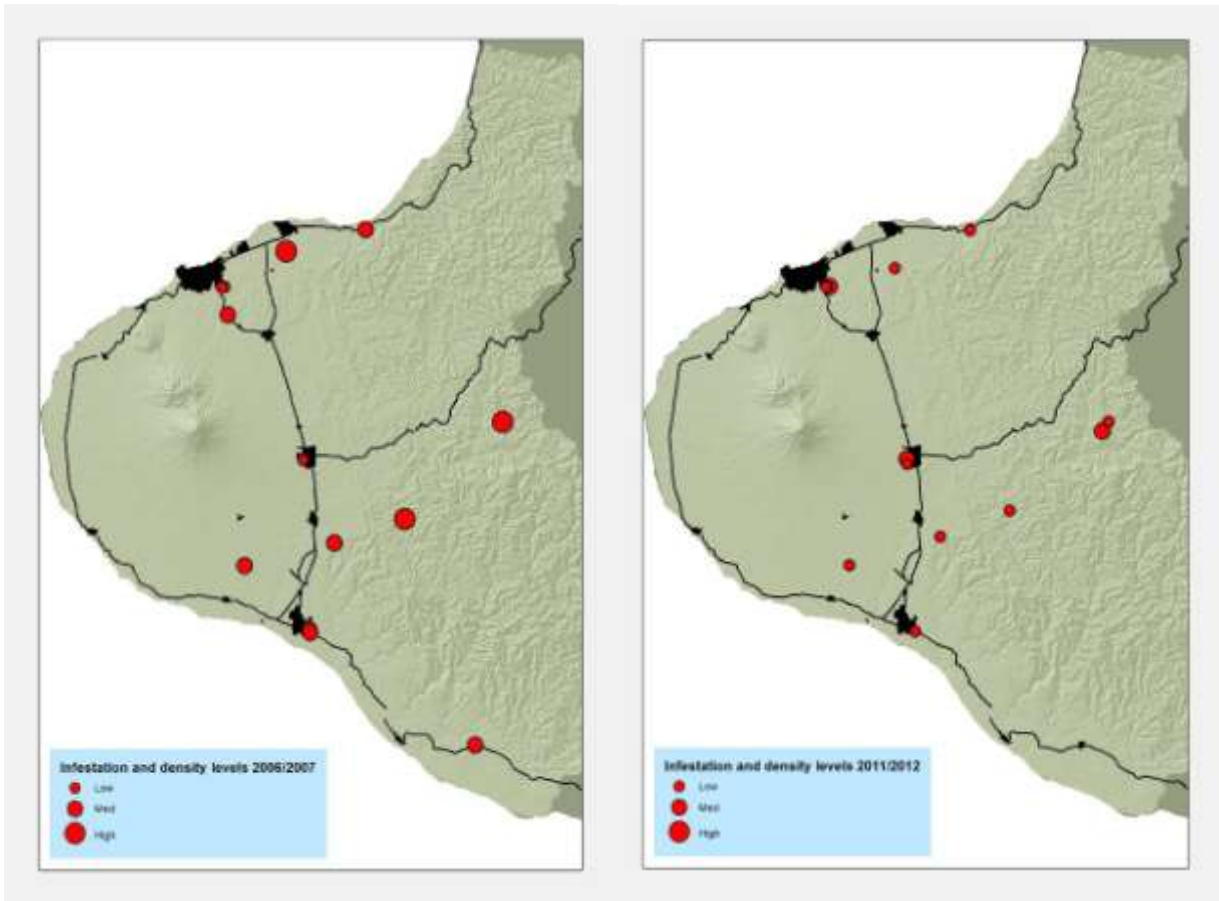 Infestation and density levels 2006/2007
Low
Med
High
Infestation and density levels 2011/2012
Low
Med
High